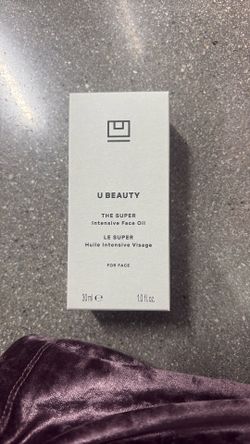 U BEAUTY
THE SUPER
Intensive Face Oil
LE SUPER
Huile Intensive Visage
FOR FACE
30 ml ℮ 1.0 fl. oz.